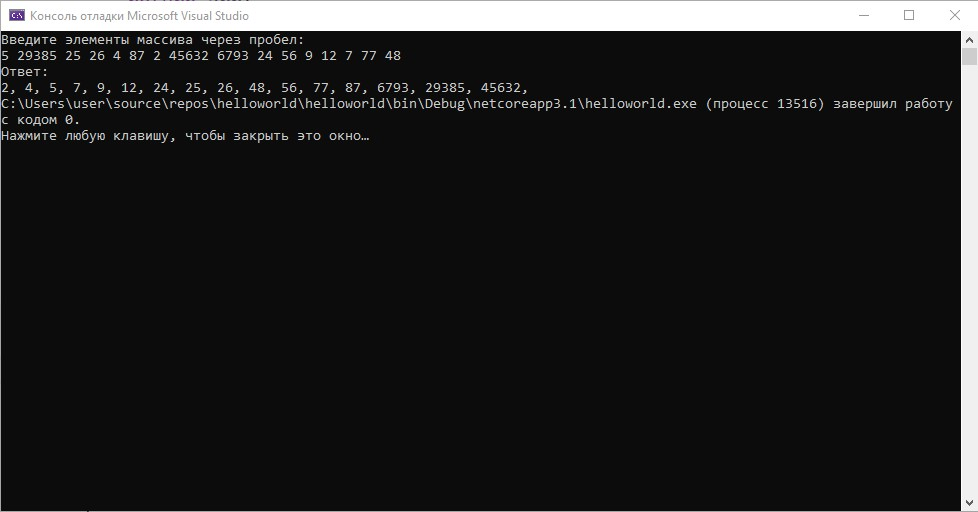 Консоль отладки Microsoft Visual Studio
Введите элементы массива через пробел:
5 29385 25 26 4 87 2 45632 6793 24 56 9 12 7 77 48
Ответ:
2, 4, 5, 7, 9, 12, 24, 25, 26, 48, 56, 77, 87, 6793, 29385, 45632,
C:\Users\user\source\repos\helloworld\helloworld\bin\Debug\netcoreapp3.1\helloworld.exe (процесс 13516) завершил работу
с кодом 0.
Нажмите любую клавишу, чтобы закрыть это окно…